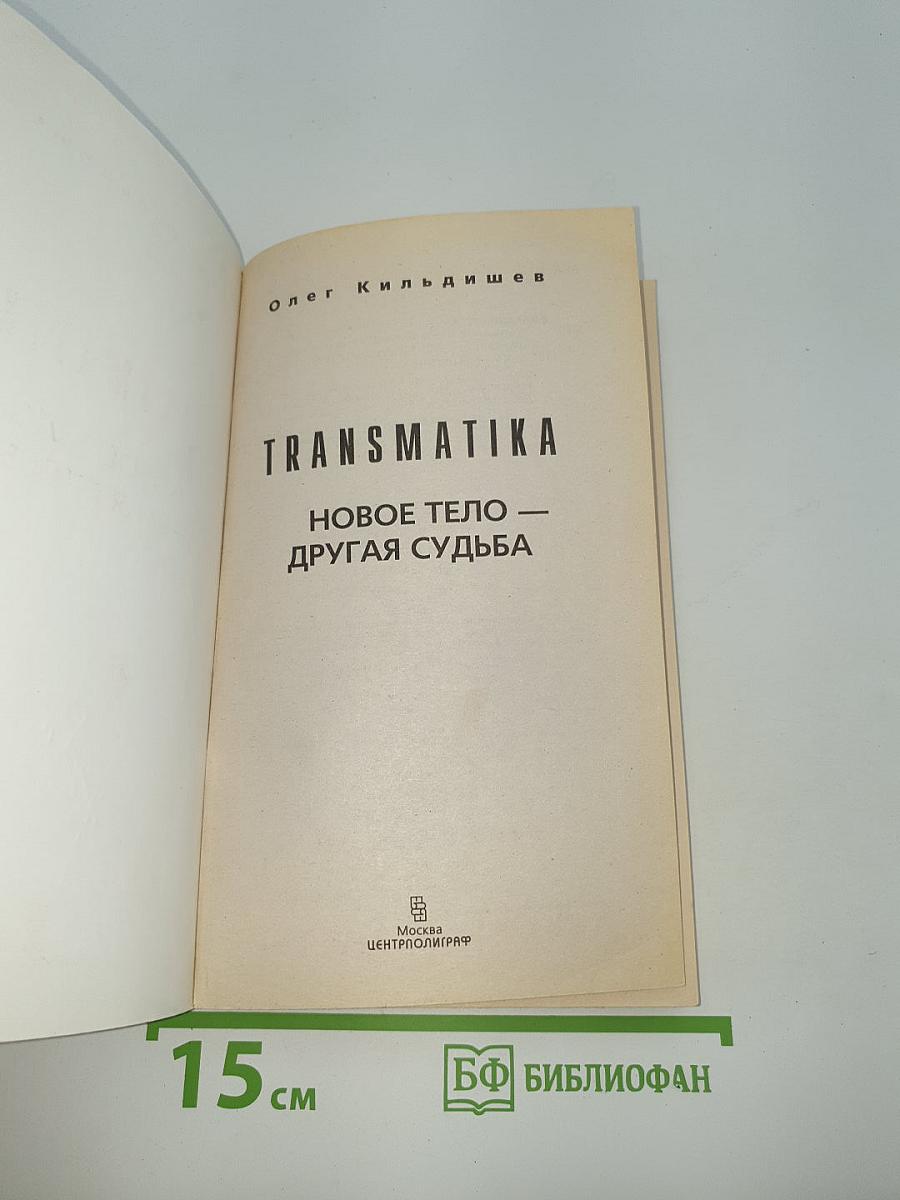 Олег Кильдишев
TRANSMATIKA
НОВОЕ ТЕЛО —
ДРУГАЯ СУДЬБА
Москва
ЦЕНТРПОЛИГРАФ
15 см
БФ БИБЛИОФАН